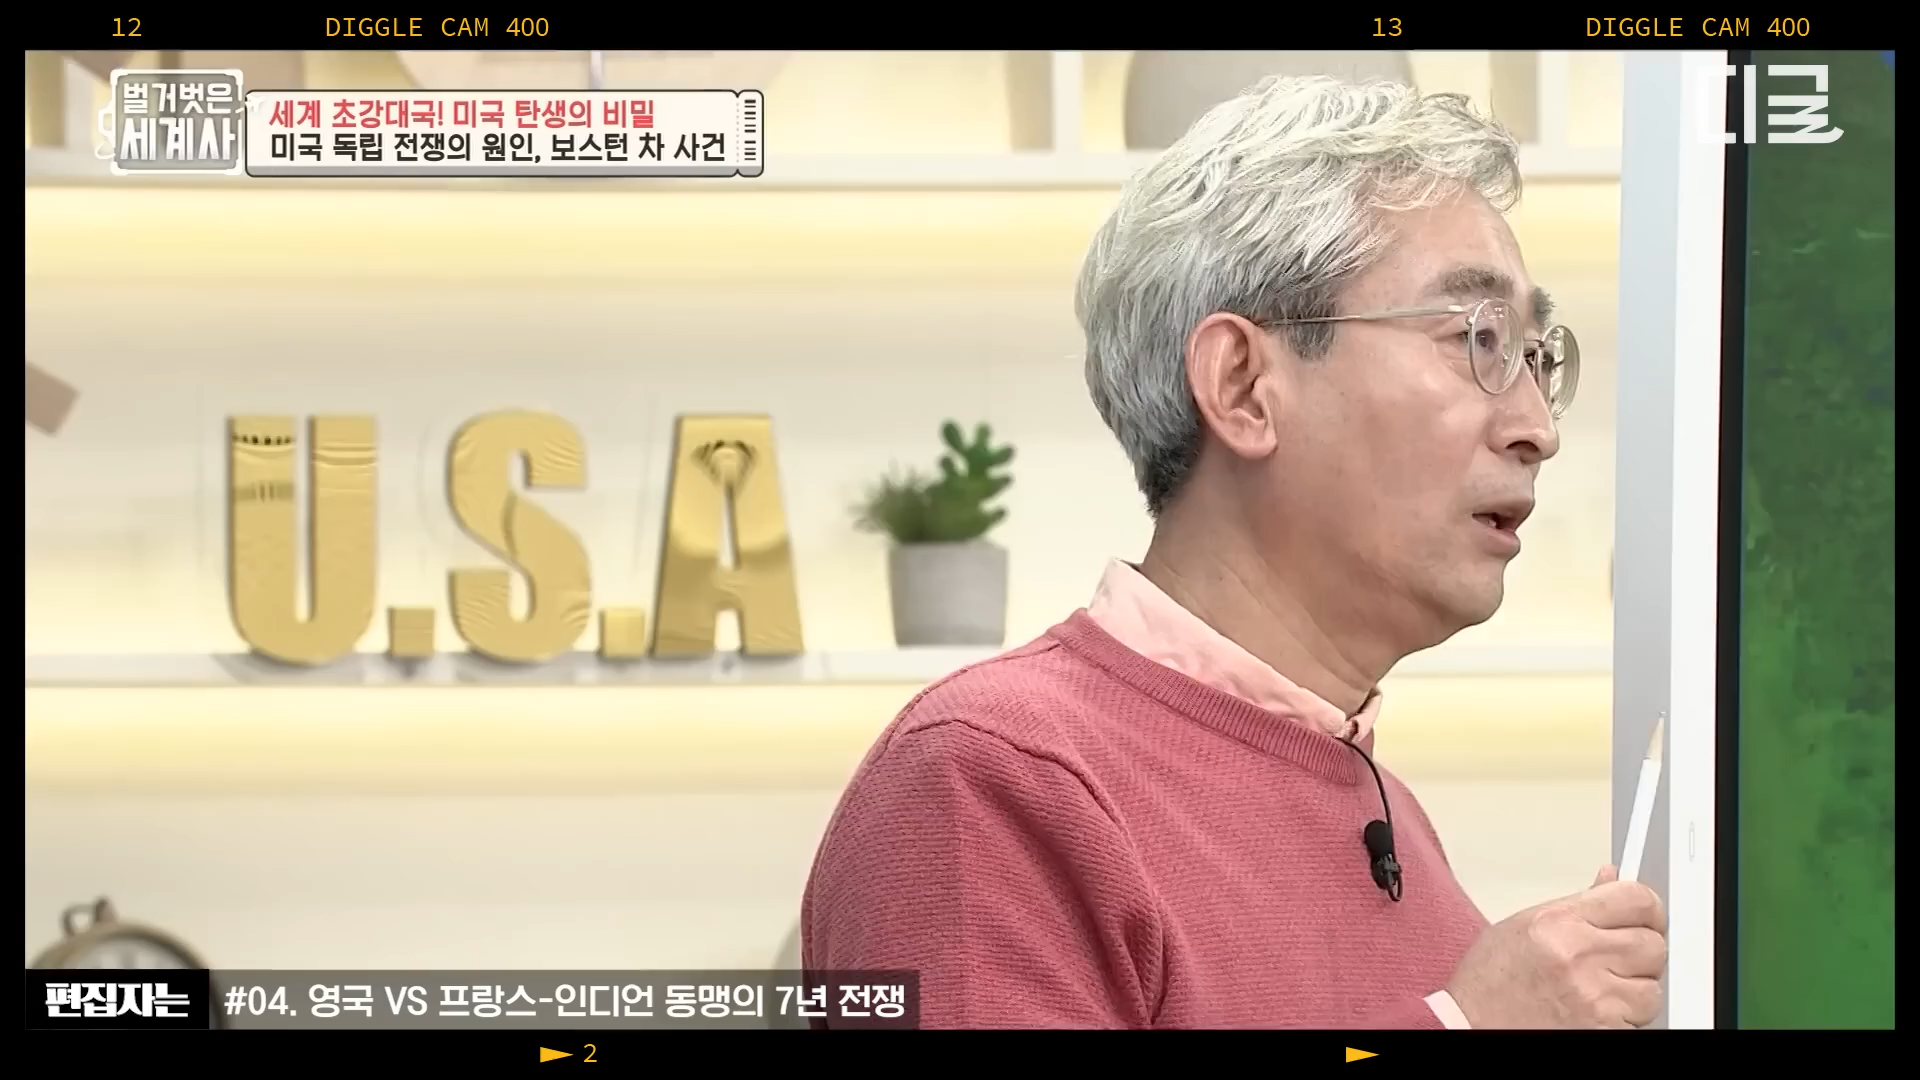 12 DIGGLE CAM 400 13 DIGGLE CAM 400
벌거벗은
세계사
세계 초강대국! 미국 탄생의 비밀
미국 독립 전쟁의 원인, 보스턴 차 사건
디글
U.S.A
편집자는 #04. 영국 VS 프랑스-인디언 동맹의 7년 전쟁
2